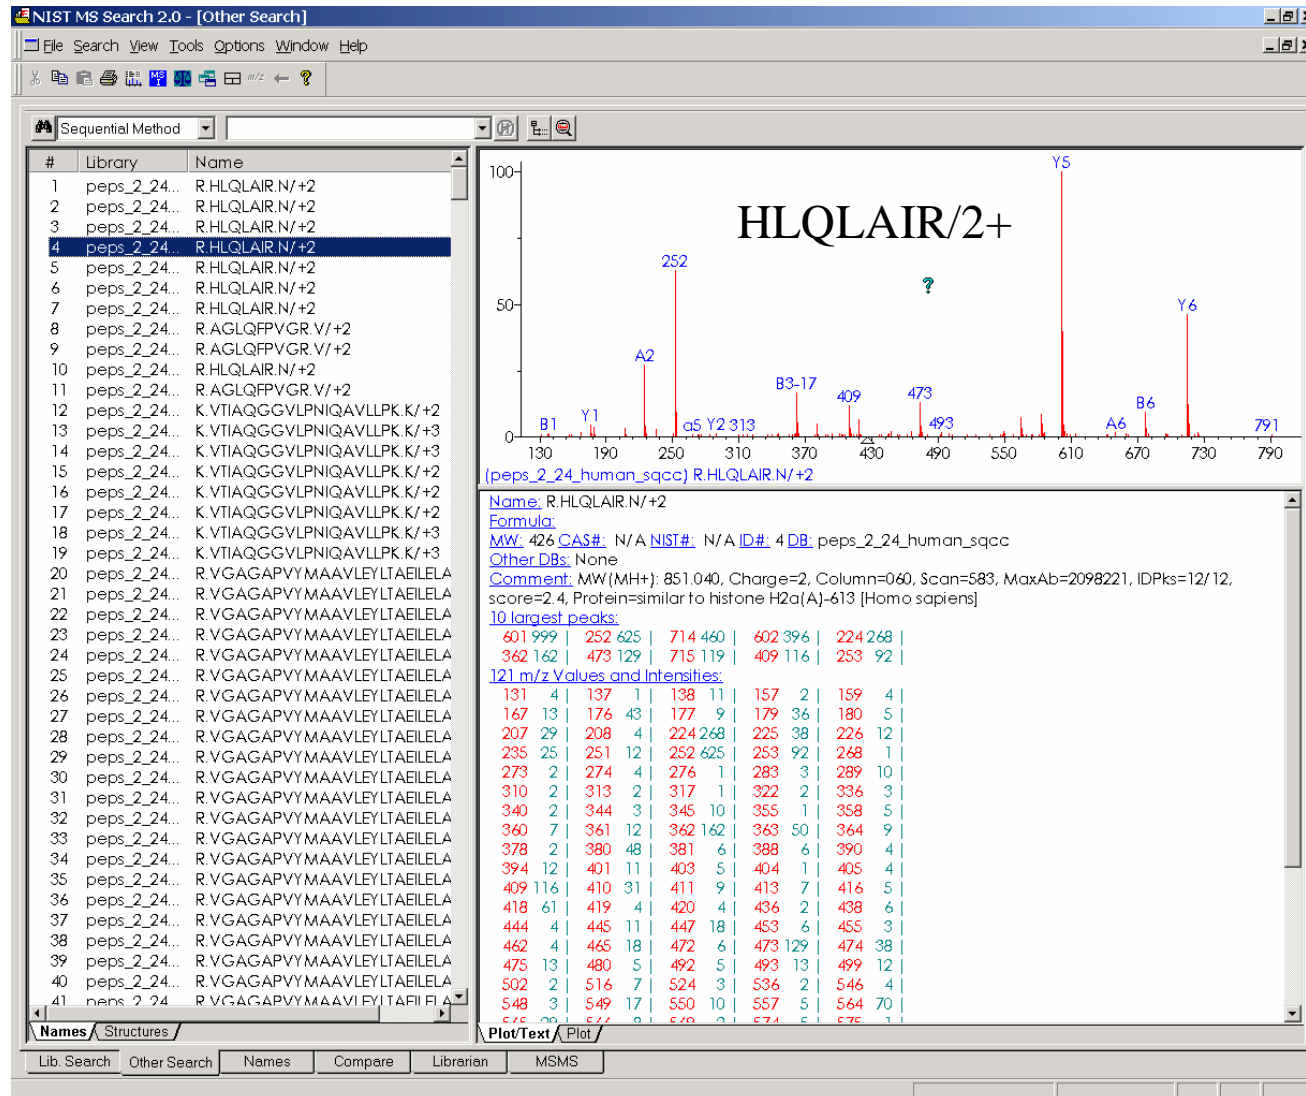 NIST MS Search 2.0 - [Other Search]
File Search View Tools Options Window Help
Sequential Method
# Library Name
1 peps_2_24... R.HLQLAIR.N/+2
2 peps_2_24... R.HLQLAIR.N/+2
3 peps_2_24... R.HLQLAIR.N/+2
4 peps_2_24... R.HLQLAIR.N/+2
5 peps_2_24... R.HLQLAIR.N/+2
6 peps_2_24... R.HLQLAIR.N/+2
7 peps_2_24... R.HLQLAIR.N/+2
8 peps_2_24... R.AGLQFPVGR.V/+2
9 peps_2_24... R.AGLQFPVGR.V/+2
10 peps_2_24... R.HLQLAIR.N/+2
11 peps_2_24... R.AGLQFPVGR.V/+2
12 peps_2_24... K.VTIAQGGVLPNIQAVLLPK.K/+2
13 peps_2_24... K.VTIAQGGVLPNIQAVLLPK.K/+3
14 peps_2_24... K.VTIAQGGVLPNIQAVLLPK.K/+3
15 peps_2_24... K.VTIAQGGVLPNIQAVLLPK.K/+2
16 peps_2_24... K.VTIAQGGVLPNIQAVLLPK.K/+2
17 peps_2_24... K.VTIAQGGVLPNIQAVLLPK.K/+2
18 peps_2_24... K.VTIAQGGVLPNIQAVLLPK.K/+3
19 peps_2_24... K.VTIAQGGVLPNIQAVLLPK.K/+3
20 peps_2_24... R.VGAGAPVYMAAVLEYLTAEILELA
21 peps_2_24... R.VGAGAPVYMAAVLEYLTAEILELA
22 peps_2_24... R.VGAGAPVYMAAVLEYLTAEILELA
23 peps_2_24... R.VGAGAPVYMAAVLEYLTAEILELA
24 peps_2_24... R.VGAGAPVYMAAVLEYLTAEILELA
25 peps_2_24... R.VGAGAPVYMAAVLEYLTAEILELA
26 peps_2_24... R.VGAGAPVYMAAVLEYLTAEILELA
27 peps_2_24... R.VGAGAPVYMAAVLEYLTAEILELA
28 peps_2_24... R.VGAGAPVYMAAVLEYLTAEILELA
29 peps_2_24... R.VGAGAPVYMAAVLEYLTAEILELA
30 peps_2_24... R.VGAGAPVYMAAVLEYLTAEILELA
31 peps_2_24... R.VGAGAPVYMAAVLEYLTAEILELA
32 peps_2_24... R.VGAGAPVYMAAVLEYLTAEILELA
33 peps_2_24... R.VGAGAPVYMAAVLEYLTAEILELA
34 peps_2_24... R.VGAGAPVYMAAVLEYLTAEILELA
35 peps_2_24... R.VGAGAPVYMAAVLEYLTAEILELA
36 peps_2_24... R.VGAGAPVYMAAVLEYLTAEILELA
37 peps_2_24... R.VGAGAPVYMAAVLEYLTAEILELA
38 peps_2_24... R.VGAGAPVYMAAVLEYLTAEILELA
39 peps_2_24... R.VGAGAPVYMAAVLEYLTAEILELA
40 peps_2_24... R.VGAGAPVYMAAVLEYLTAEILELA
41 peps_2_24... R.VGAGAPVYMAAVLEYLTAEILELA
Names Structures
HLQLAIR/2+
100
50
0
Y5
252
Y6
A2
B3-17
409
473
B1
Y1
a5 Y2 313
493
A6
B6
791
130 190 250 310 370 430 490 550 610 670 730 790
(peps_2_24_human_sqcc) R.HLQLAIR.N/+2
Name: R.HLQLAIR.N/+2
Formula:
MW: 426 CAS#: N/A NIST#: N/A ID#: 4 DB: peps_2_24_human_sqcc
Other DBs: None
Comment: MW(MH+): 851.040, Charge=2, Column=060, Scan=583, MaxAb=2098221, IDPks=12/12,
score=2.4, Protein=similar to histone H2a(A)-613 [Homo sapiens]
10 largest peaks:
601 999 | 252 625 | 714 460 | 602 396 | 224 268 |
362 162 | 473 129 | 715 119 | 409 116 | 253 92 |
121 m/z Values and Intensities:
131 4 | 137 1 | 138 11 | 157 2 | 159 4 |
167 13 | 176 43 | 177 9 | 179 36 | 180 5 |
207 29 | 208 4 | 224 268 | 225 38 | 226 12 |
235 25 | 251 12 | 252 625 | 253 92 | 268 1 |
273 2 | 274 4 | 276 1 | 283 3 | 289 10 |
310 2 | 313 2 | 317 1 | 322 2 | 336 3 |
340 2 | 344 3 | 345 10 | 355 1 | 358 5 |
360 7 | 361 12 | 362 162 | 363 50 | 364 9 |
378 2 | 380 48 | 381 6 | 388 6 | 390 4 |
394 12 | 401 11 | 403 5 | 404 1 | 405 4 |
409 116 | 410 31 | 411 9 | 413 7 | 416 5 |
418 61 | 419 4 | 420 4 | 436 2 | 438 6 |
444 4 | 445 11 | 447 18 | 453 6 | 455 3 |
462 4 | 465 18 | 472 6 | 473 129 | 474 38 |
475 13 | 480 5 | 492 5 | 493 13 | 499 12 |
502 2 | 516 7 | 524 3 | 536 2 | 546 4 |
548 3 | 549 17 | 550 10 | 557 5 | 564 70 |
Plot/Text Plot
Lib. Search Other Search Names Compare Librarian MSMS